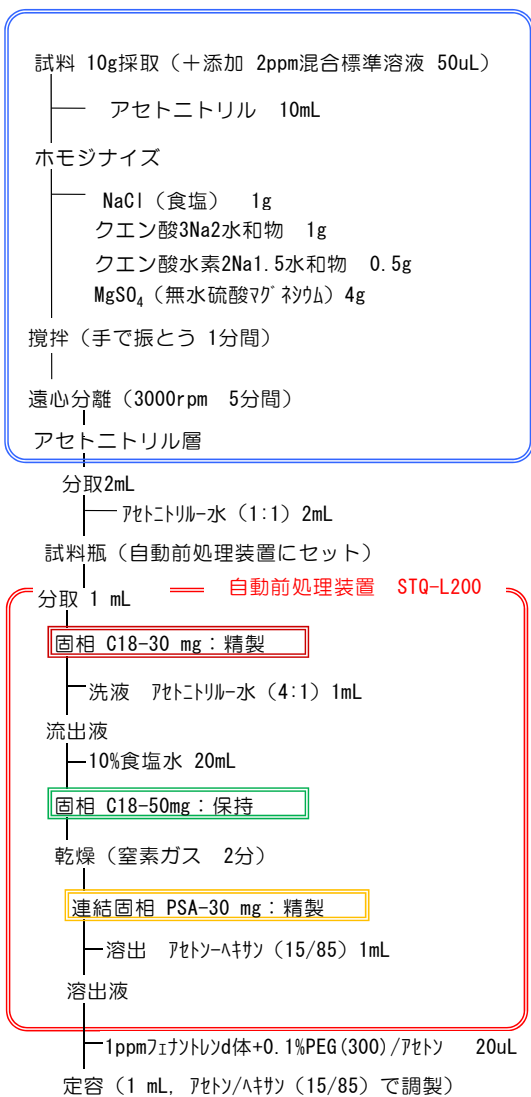 試料 10g採取（＋添加 2ppm混合標準溶液 50uL）
アセトニトリル 10mL
ホモジナイズ
NaCl（食塩） 1g
クエン酸3Na2水和物 1g
クエン酸水素2Na1.5水和物 0.5g
MgSO₄（無水硫酸ﾏｸﾞﾈｼｳﾑ）4g
撹拌（手で振とう 1分間）
遠心分離（3000rpm 5分間）
アセトニトリル層
分取2mL
ｱｾﾄﾆﾄﾘﾙｰ水（1:1）2mL
試料瓶（自動前処理装置にセット）
自動前処理装置 STQ-L200
分取 1 mL
固相 C18-30 mg：精製
洗液 ｱｾﾄﾆﾄﾘﾙｰ水（4:1）1mL
流出液
10%食塩水 20mL
固相 C18-50mg：保持
乾燥（窒素ガス 2分）
連結固相 PSA-30 mg：精製
溶出 ｱｾﾄﾝｰﾍｷｻﾝ（15/85）1mL
溶出液
1ppmﾌｪﾅﾝﾄﾚﾝd体+0.1%PEG(300)/ｱｾﾄﾝ 20uL
定容（1 mL, ｱｾﾄﾝ/ﾍｷｻﾝ（15/85）で調製）